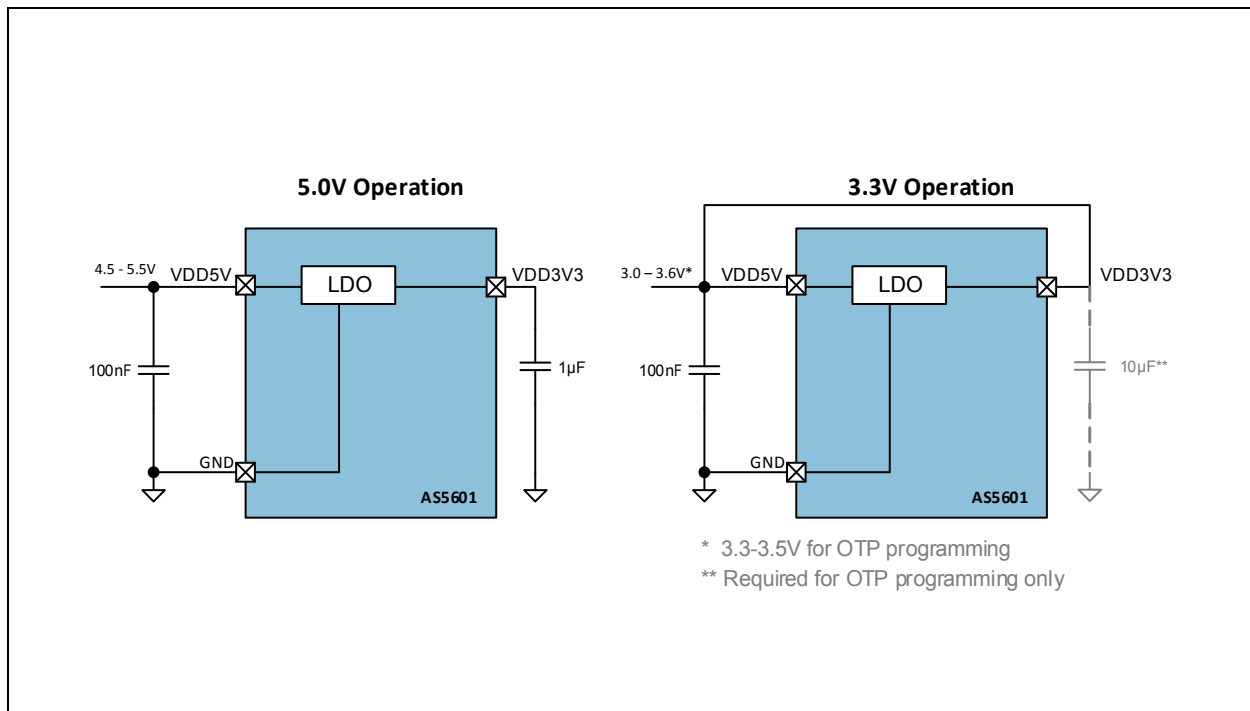 5.0V Operation
4.5 - 5.5V
VDD5V
LDO
VDD3V3
100nF
1µF
GND
AS5601
3.3V Operation
3.0 – 3.6V*
VDD5V
LDO
VDD3V3
100nF
10µF**
GND
AS5601
* 3.3-3.5V for OTP programming
** Required for OTP programming only